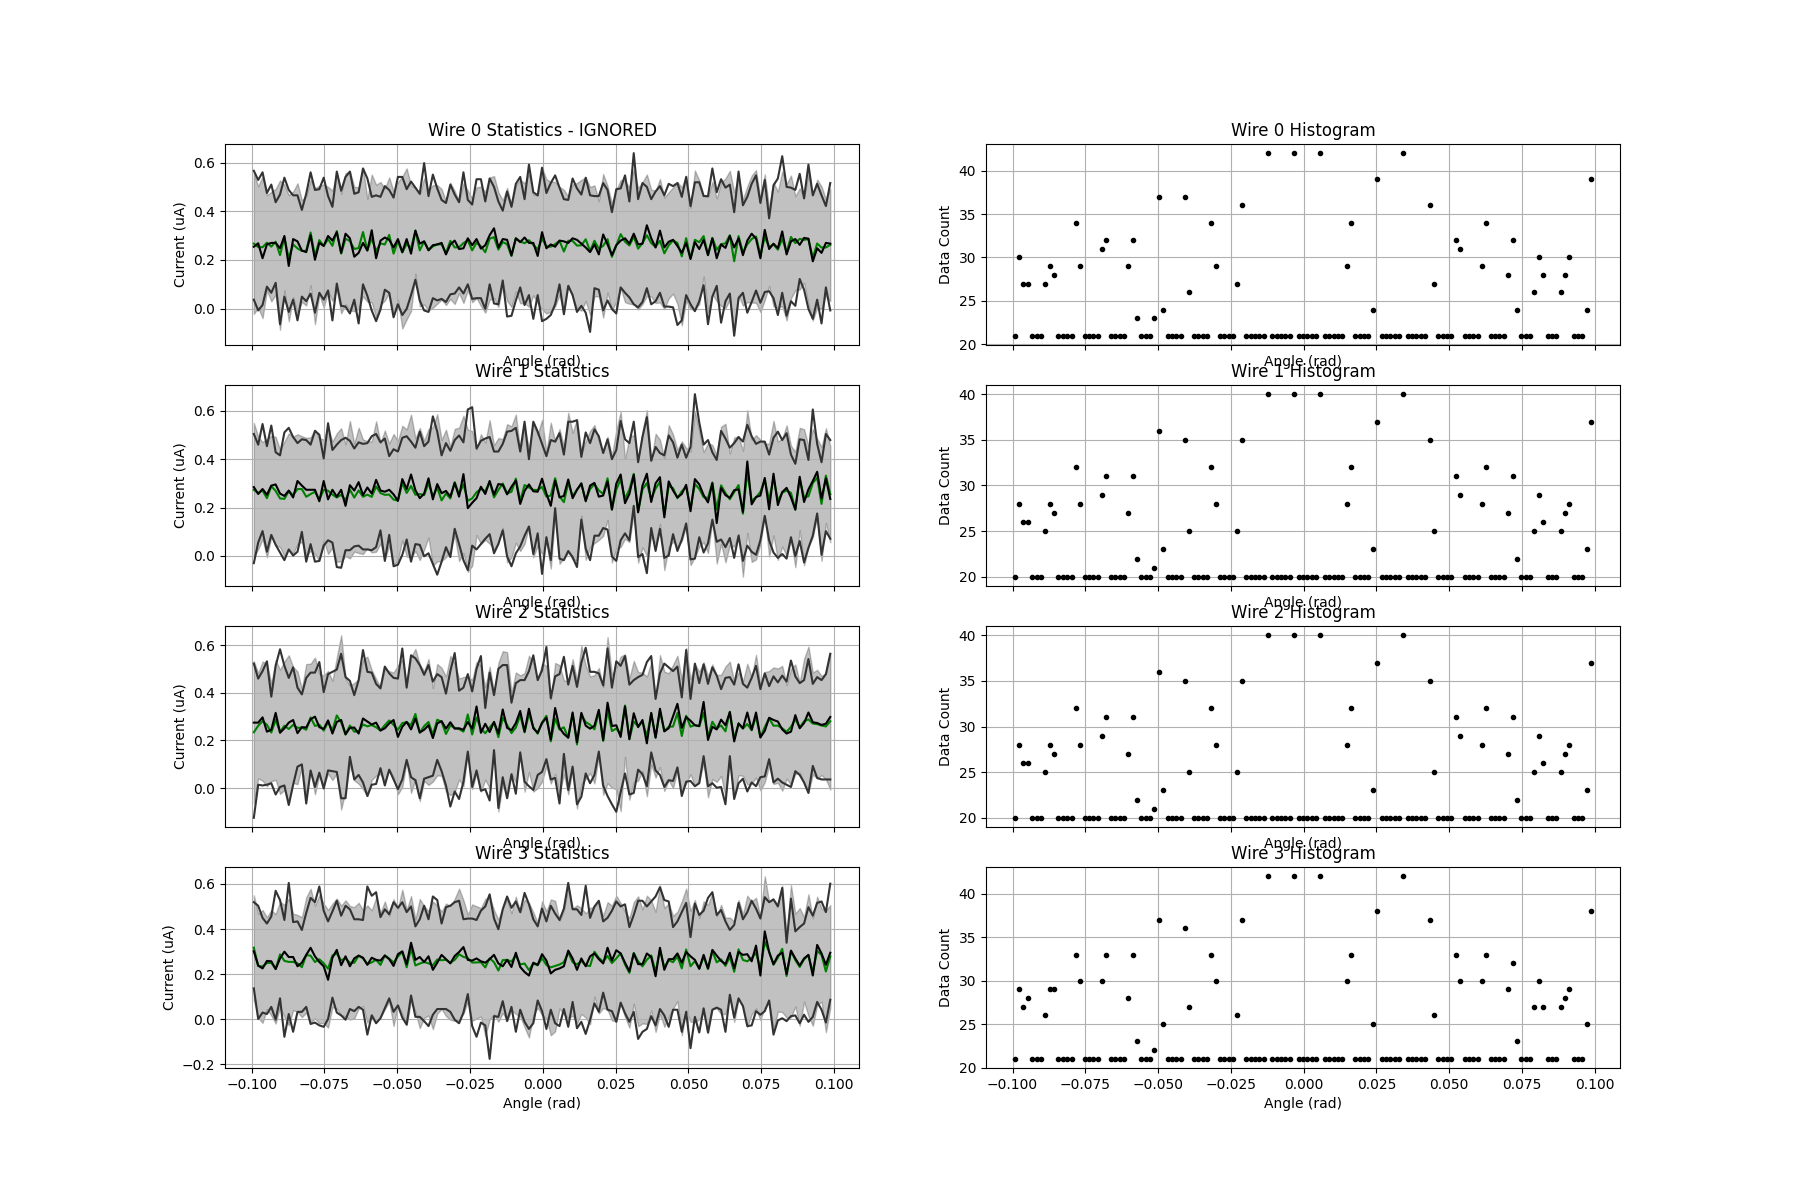 Wire 0 Statistics - IGNORED
Current (uA)
0.6
0.4
0.2
0.0
Angle (rad)
Wire 0 Histogram
Data Count
40
35
30
25
20
Angle (rad)
Wire 1 Statistics
Current (uA)
0.6
0.4
0.2
0.0
Angle (rad)
Wire 1 Histogram
Data Count
40
35
30
25
20
Angle (rad)
Wire 2 Statistics
Current (uA)
0.6
0.4
0.2
0.0
Angle (rad)
Wire 2 Histogram
Data Count
40
35
30
25
20
Angle (rad)
Wire 3 Statistics
Current (uA)
0.6
0.4
0.2
0.0
−0.2
−0.100 −0.075 −0.050 −0.025 0.000 0.025 0.050 0.075 0.100
Angle (rad)
Wire 3 Histogram
Data Count
40
35
30
25
20
−0.100 −0.075 −0.050 −0.025 0.000 0.025 0.050 0.075 0.100
Angle (rad)